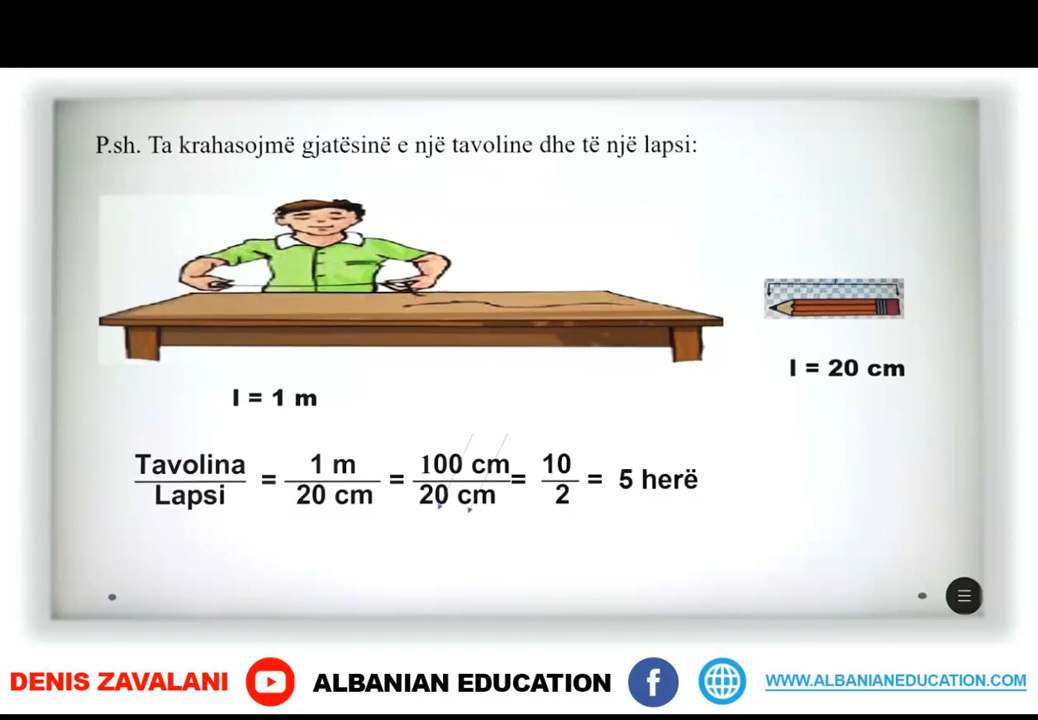 P.sh. Ta krahasojmë gjatësinë e një tavoline dhe të një lapsi:
l = 20 cm
l = 1 m
Tavolina / Lapsi = 1 m / 20 cm = 100 cm / 20 cm = 10 / 2 = 5 herë
DENIS ZAVALANI ALBANIAN EDUCATION f WWW.ALBANIANEDUCATION.COM